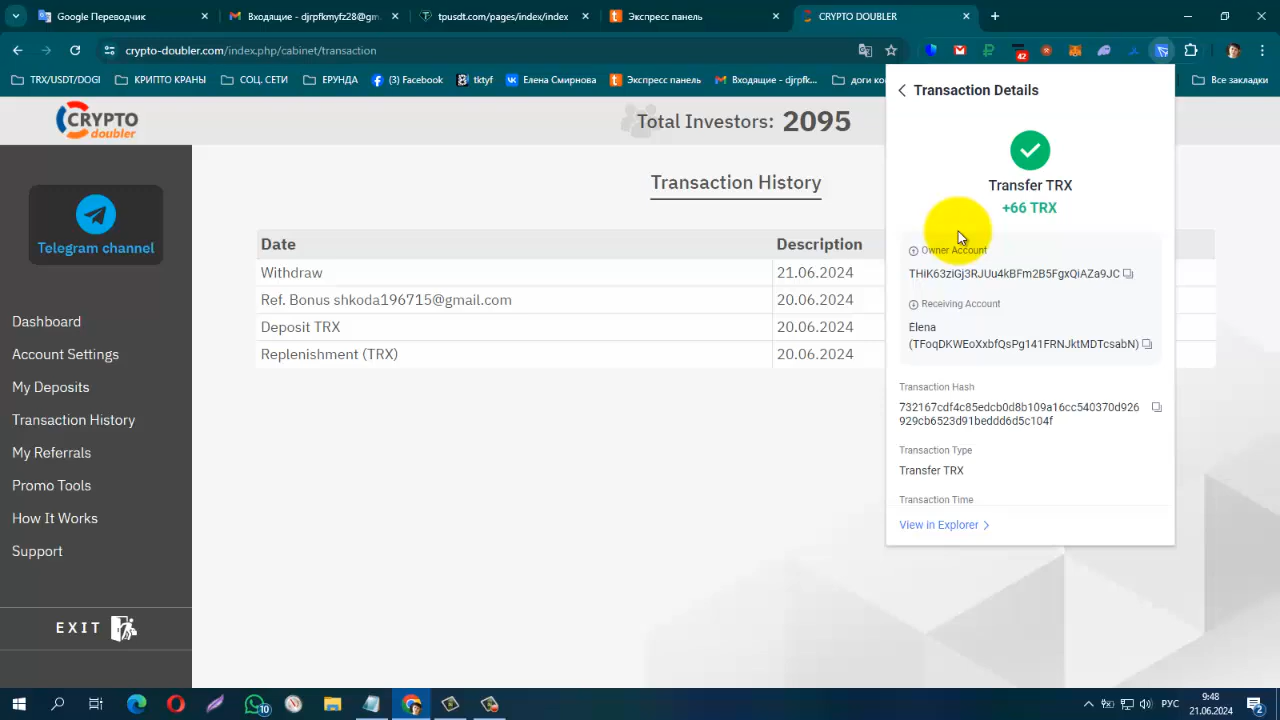 Google Переводчик
Входящие - djrpfkmyfz28@gm
tpusdt.com/pages/index/index
Экспресс панель
CRYPTO DOUBLER
crypto-doubler.com/index.php/cabinet/transaction
42
TRX/USDT/DOGI
КРИПТО КРАНЫ
СОЦ. СЕТИ
ЕРУНДА
(3) Facebook
tktyf
Елена Смирнова
Экспресс панель
Входящие - djrpfk...
доги ко
Все закладки
CRYPTO
doubler
Total Investors: 2095
Telegram channel
Dashboard
Account Settings
My Deposits
Transaction History
My Referrals
Promo Tools
How It Works
Support
EXIT
Transaction History
Date Description
Withdraw 21.06.2024
Ref. Bonus shkoda196715@gmail.com 20.06.2024
Deposit TRX 20.06.2024
Replenishment (TRX) 20.06.2024
Transaction Details
Transfer TRX
+66 TRX
Owner Account
THiK63ziGj3RJUu4kBFm2B5FgxQiAZa9JC
Receiving Account
Elena
(TFoqDKWEoXxbfQsPg141FRNJktMDTcsabN)
Transaction Hash
732167cdf4c85edcb0d8b109a16cc540370d926
929cb6523d91beddd6d5c104f
Transaction Type
Transfer TRX
Transaction Time
View in Explorer
10
РУС
9:48
21.06.2024
2